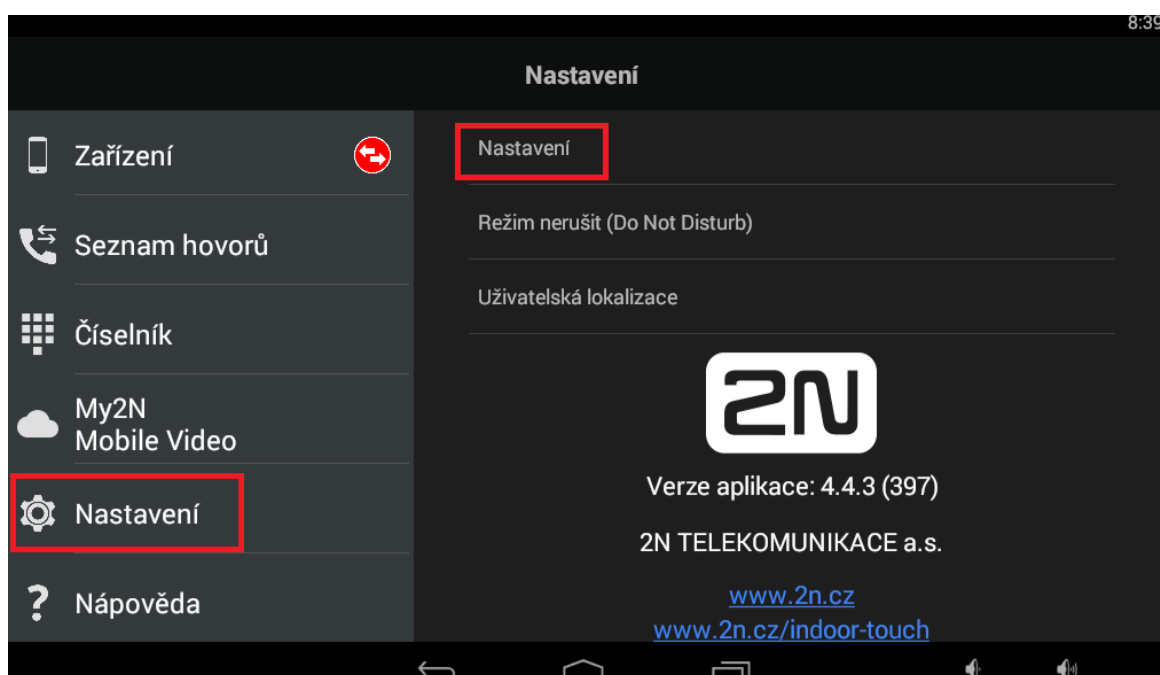 8:39
Nastavení
Zařízení
Seznam hovorů
Číselník
My2N
Mobile Video
Nastavení
Nápověda
Nastavení
Režim nerušit (Do Not Disturb)
Uživatelská lokalizace
2N
Verze aplikace: 4.4.3 (397)
2N TELEKOMUNIKACE a.s.
www.2n.cz
www.2n.cz/indoor-touch